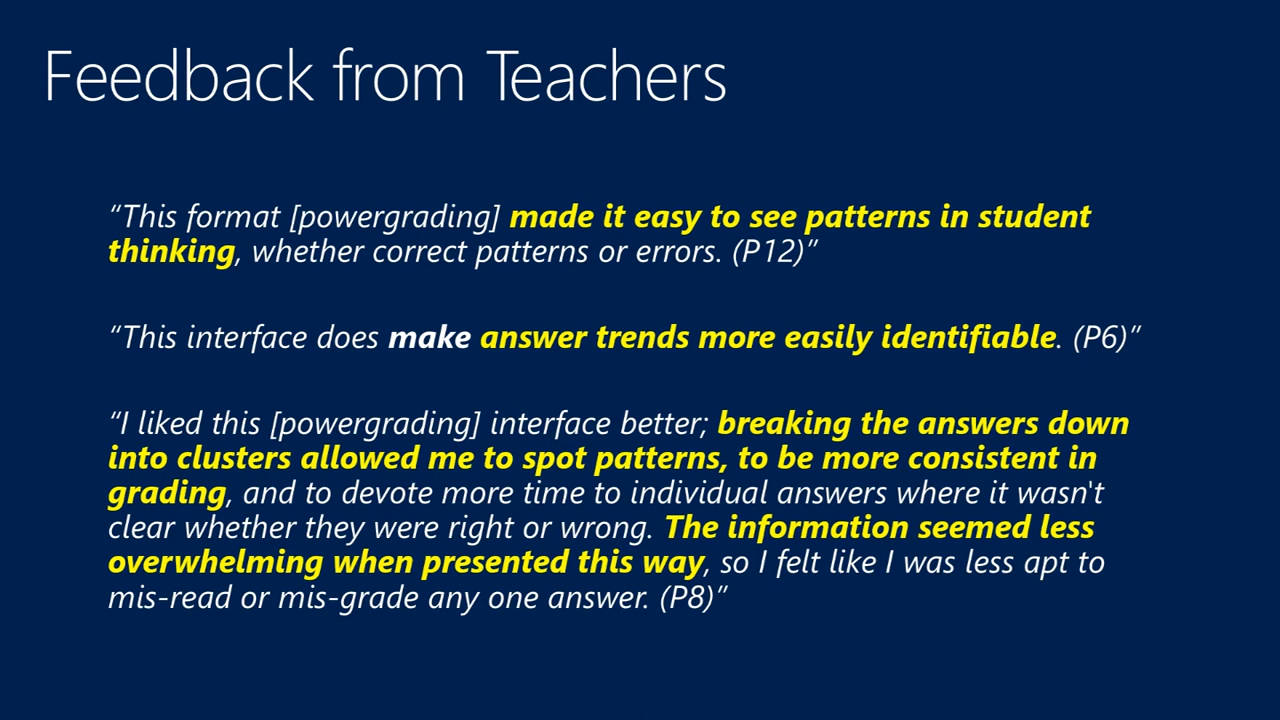 Feedback from Teachers
“This format [powergrading] made it easy to see patterns in student
thinking, whether correct patterns or errors. (P12)”
“This interface does make answer trends more easily identifiable. (P6)”
“I liked this [powergrading] interface better; breaking the answers down
into clusters allowed me to spot patterns, to be more consistent in
grading, and to devote more time to individual answers where it wasn't
clear whether they were right or wrong. The information seemed less
overwhelming when presented this way, so I felt like I was less apt to
mis-read or mis-grade any one answer. (P8)”